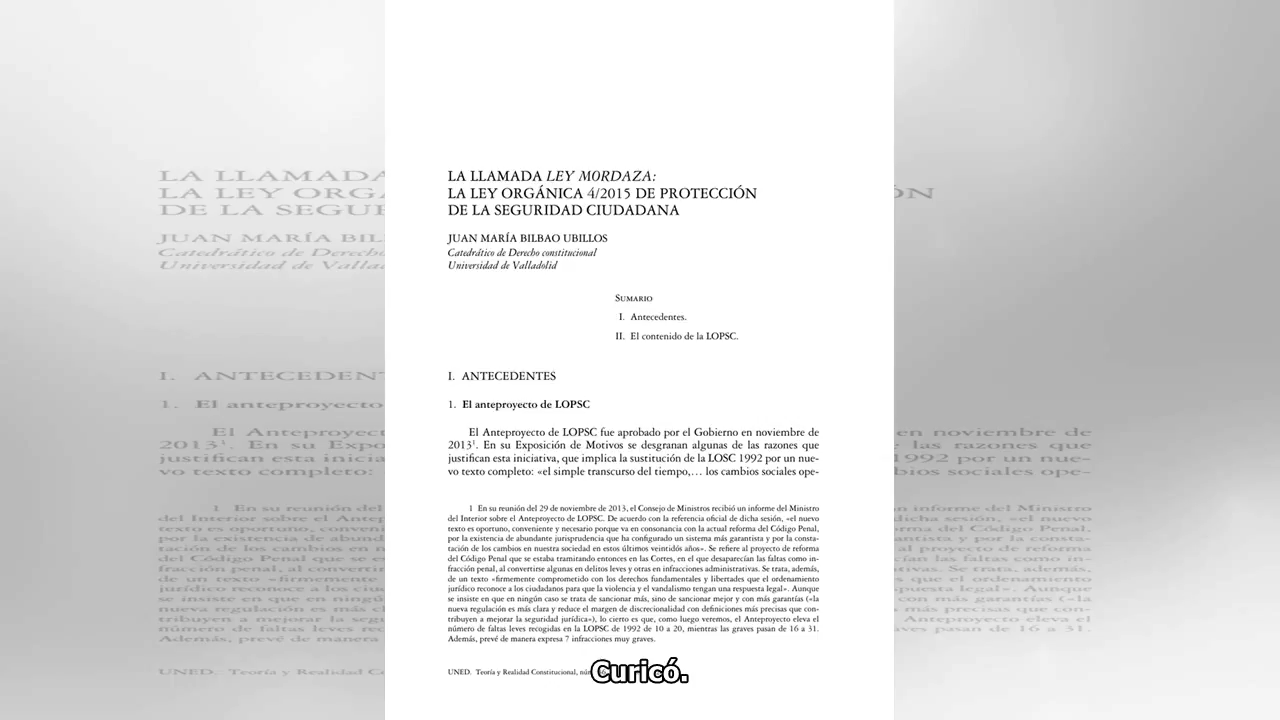 LA LLAMADA LEY MORDAZA:
LA LEY ORGÁNICA 4/2015 DE PROTECCIÓN
DE LA SEGURIDAD CIUDADANA
JUAN MARÍA BILBAO UBILLOS
Catedrático de Derecho constitucional
Universidad de Valladolid
SUMARIO
I. Antecedentes.
II. El contenido de la LOPSC.
I. ANTECEDENTES
1. El anteproyecto de LOPSC
El Anteproyecto de LOPSC fue aprobado por el Gobierno en noviembre de
2013¹. En su Exposición de Motivos se desgranan algunas de las razones que
justifican esta iniciativa, que implica la sustitución de la LOSC 1992 por un nue-
vo texto completo: «el simple transcurso del tiempo,… los cambios sociales ope-
1 En su reunión del 29 de noviembre de 2013, el Consejo de Ministros recibió un informe del Ministro
del Interior sobre el Anteproyecto de LOPSC. De acuerdo con la referencia oficial de dicha sesión, «el nuevo
texto es oportuno, conveniente y necesario porque va en consonancia con la actual reforma del Código Penal,
por la existencia de abundante jurisprudencia que ha configurado un sistema más garantista y por la consta-
tación de los cambios en nuestra sociedad en estos últimos veintidós años». Se refiere al proyecto de reforma
del Código Penal que se estaba tramitando entonces en las Cortes, en el que desaparecían las faltas como in-
fracción penal, al convertirse algunas en delitos leves y otras en infracciones administrativas. Se trata, además,
de un texto «firmemente comprometido con los derechos fundamentales y libertades que el ordenamiento
jurídico reconoce a los ciudadanos para que la violencia y el vandalismo tengan una respuesta legal». Aunque
se insiste en que en ningún caso se trata de sancionar más, sino de sancionar mejor y con más garantías («la
nueva regulación es más clara y reduce el margen de discrecionalidad con definiciones más precisas que con-
tribuyen a mejorar la seguridad jurídica»), lo cierto es que, como luego veremos, el Anteproyecto eleva el
número de faltas leves recogidas en la LOPSC de 1992 de 10 a 20, mientras las graves pasan de 16 a 31.
Además, prevé de manera expresa 7 infracciones muy graves.
UNED. Teoría y Realidad Constitucional,
Curicó.